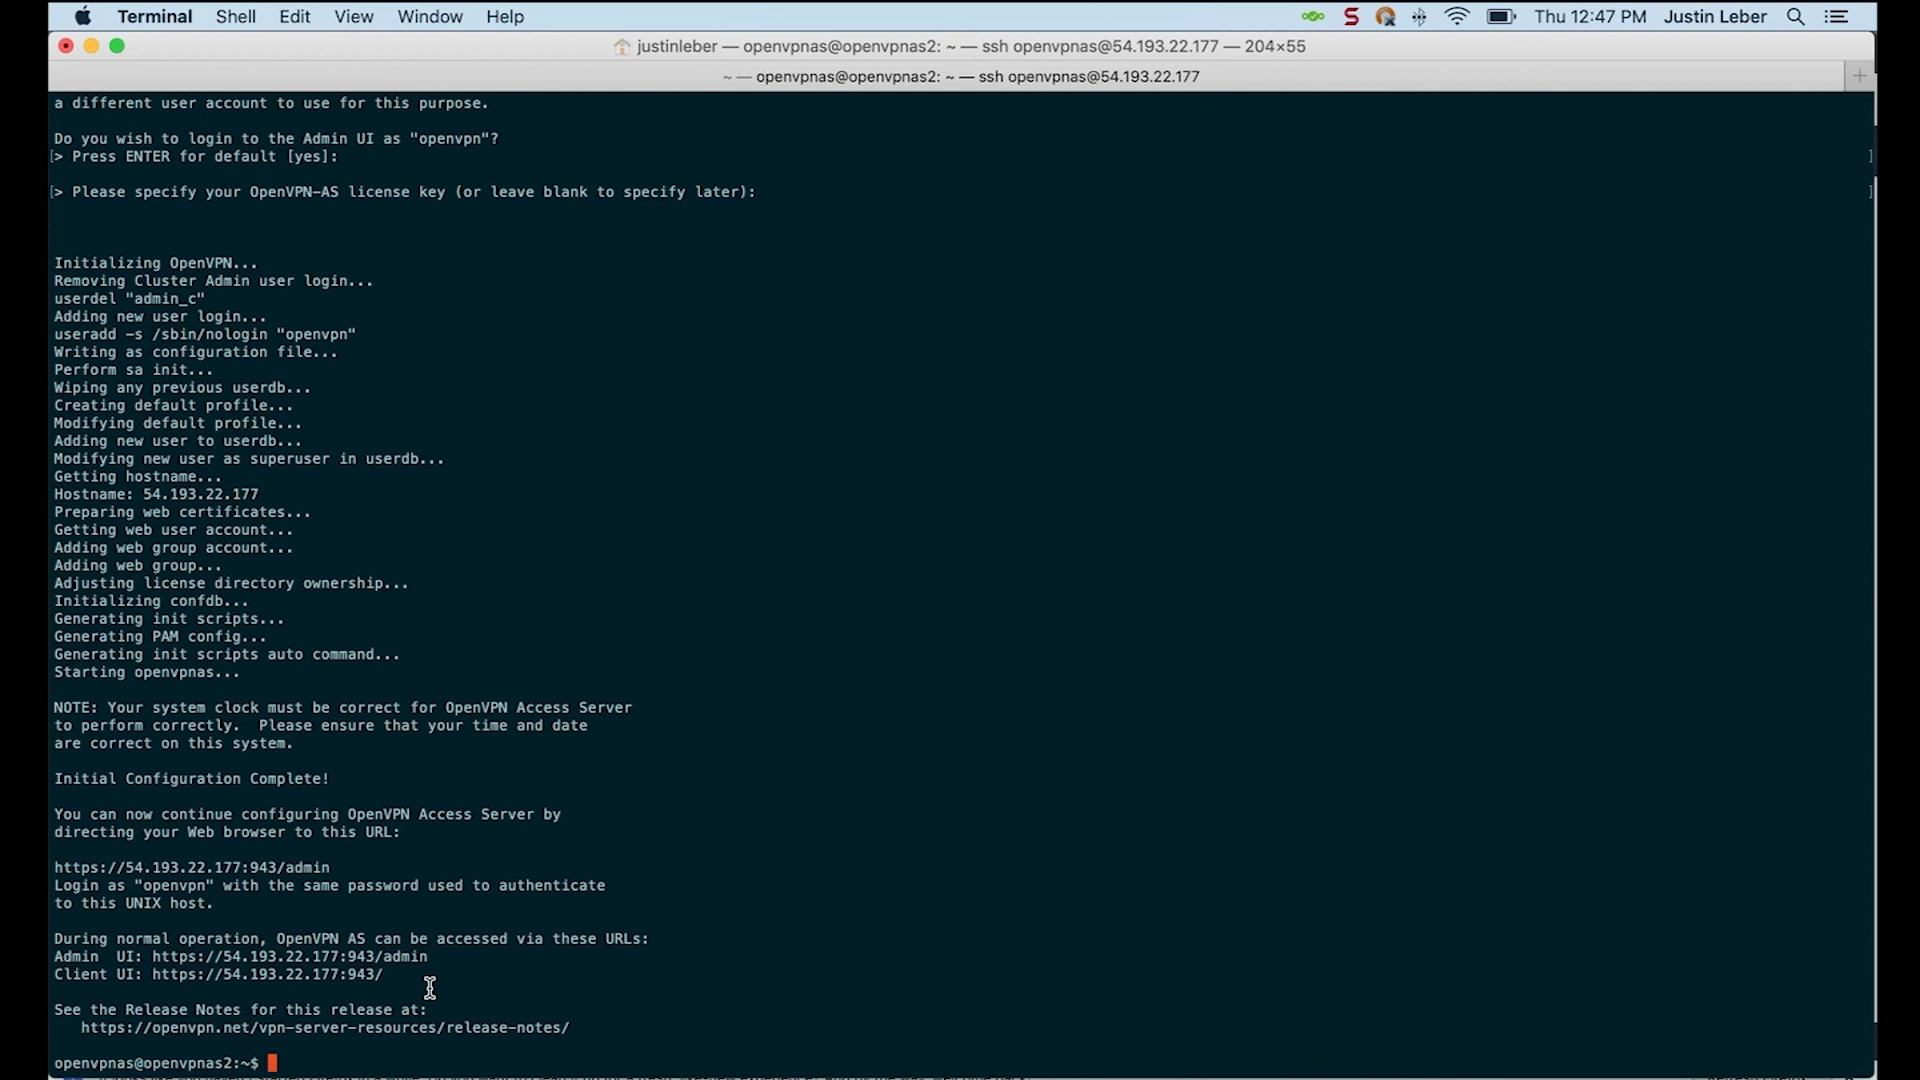 Terminal Shell Edit View Window Help Thu 12:47 PM Justin Leber
justinleber — openvpnas@openvpnas2: ~ — ssh openvpnas@54.193.22.177 — 204×55
~ — openvpnas@openvpnas2: ~ — ssh openvpnas@54.193.22.177
a different user account to use for this purpose.
Do you wish to login to the Admin UI as "openvpn"?
[> Press ENTER for default [yes]: ]
[> Please specify your OpenVPN-AS license key (or leave blank to specify later): ]
Initializing OpenVPN...
Removing Cluster Admin user login...
userdel "admin_c"
Adding new user login...
useradd -s /sbin/nologin "openvpn"
Writing as configuration file...
Perform sa init...
Wiping any previous userdb...
Creating default profile...
Modifying default profile...
Adding new user to userdb...
Modifying new user as superuser in userdb...
Getting hostname...
Hostname: 54.193.22.177
Preparing web certificates...
Getting web user account...
Adding web group account...
Adding web group...
Adjusting license directory ownership...
Initializing confdb...
Generating init scripts...
Generating PAM config...
Generating init scripts auto command...
Starting openvpnas...
NOTE: Your system clock must be correct for OpenVPN Access Server
to perform correctly.  Please ensure that your time and date
are correct on this system.
Initial Configuration Complete!
You can now continue configuring OpenVPN Access Server by
directing your Web browser to this URL:
https://54.193.22.177:943/admin
Login as "openvpn" with the same password used to authenticate
to this UNIX host.
During normal operation, OpenVPN AS can be accessed via these URLs:
Admin  UI: https://54.193.22.177:943/admin
Client UI: https://54.193.22.177:943/
See the Release Notes for this release at:
   https://openvpn.net/vpn-server-resources/release-notes/
openvpnas@openvpnas2:~$